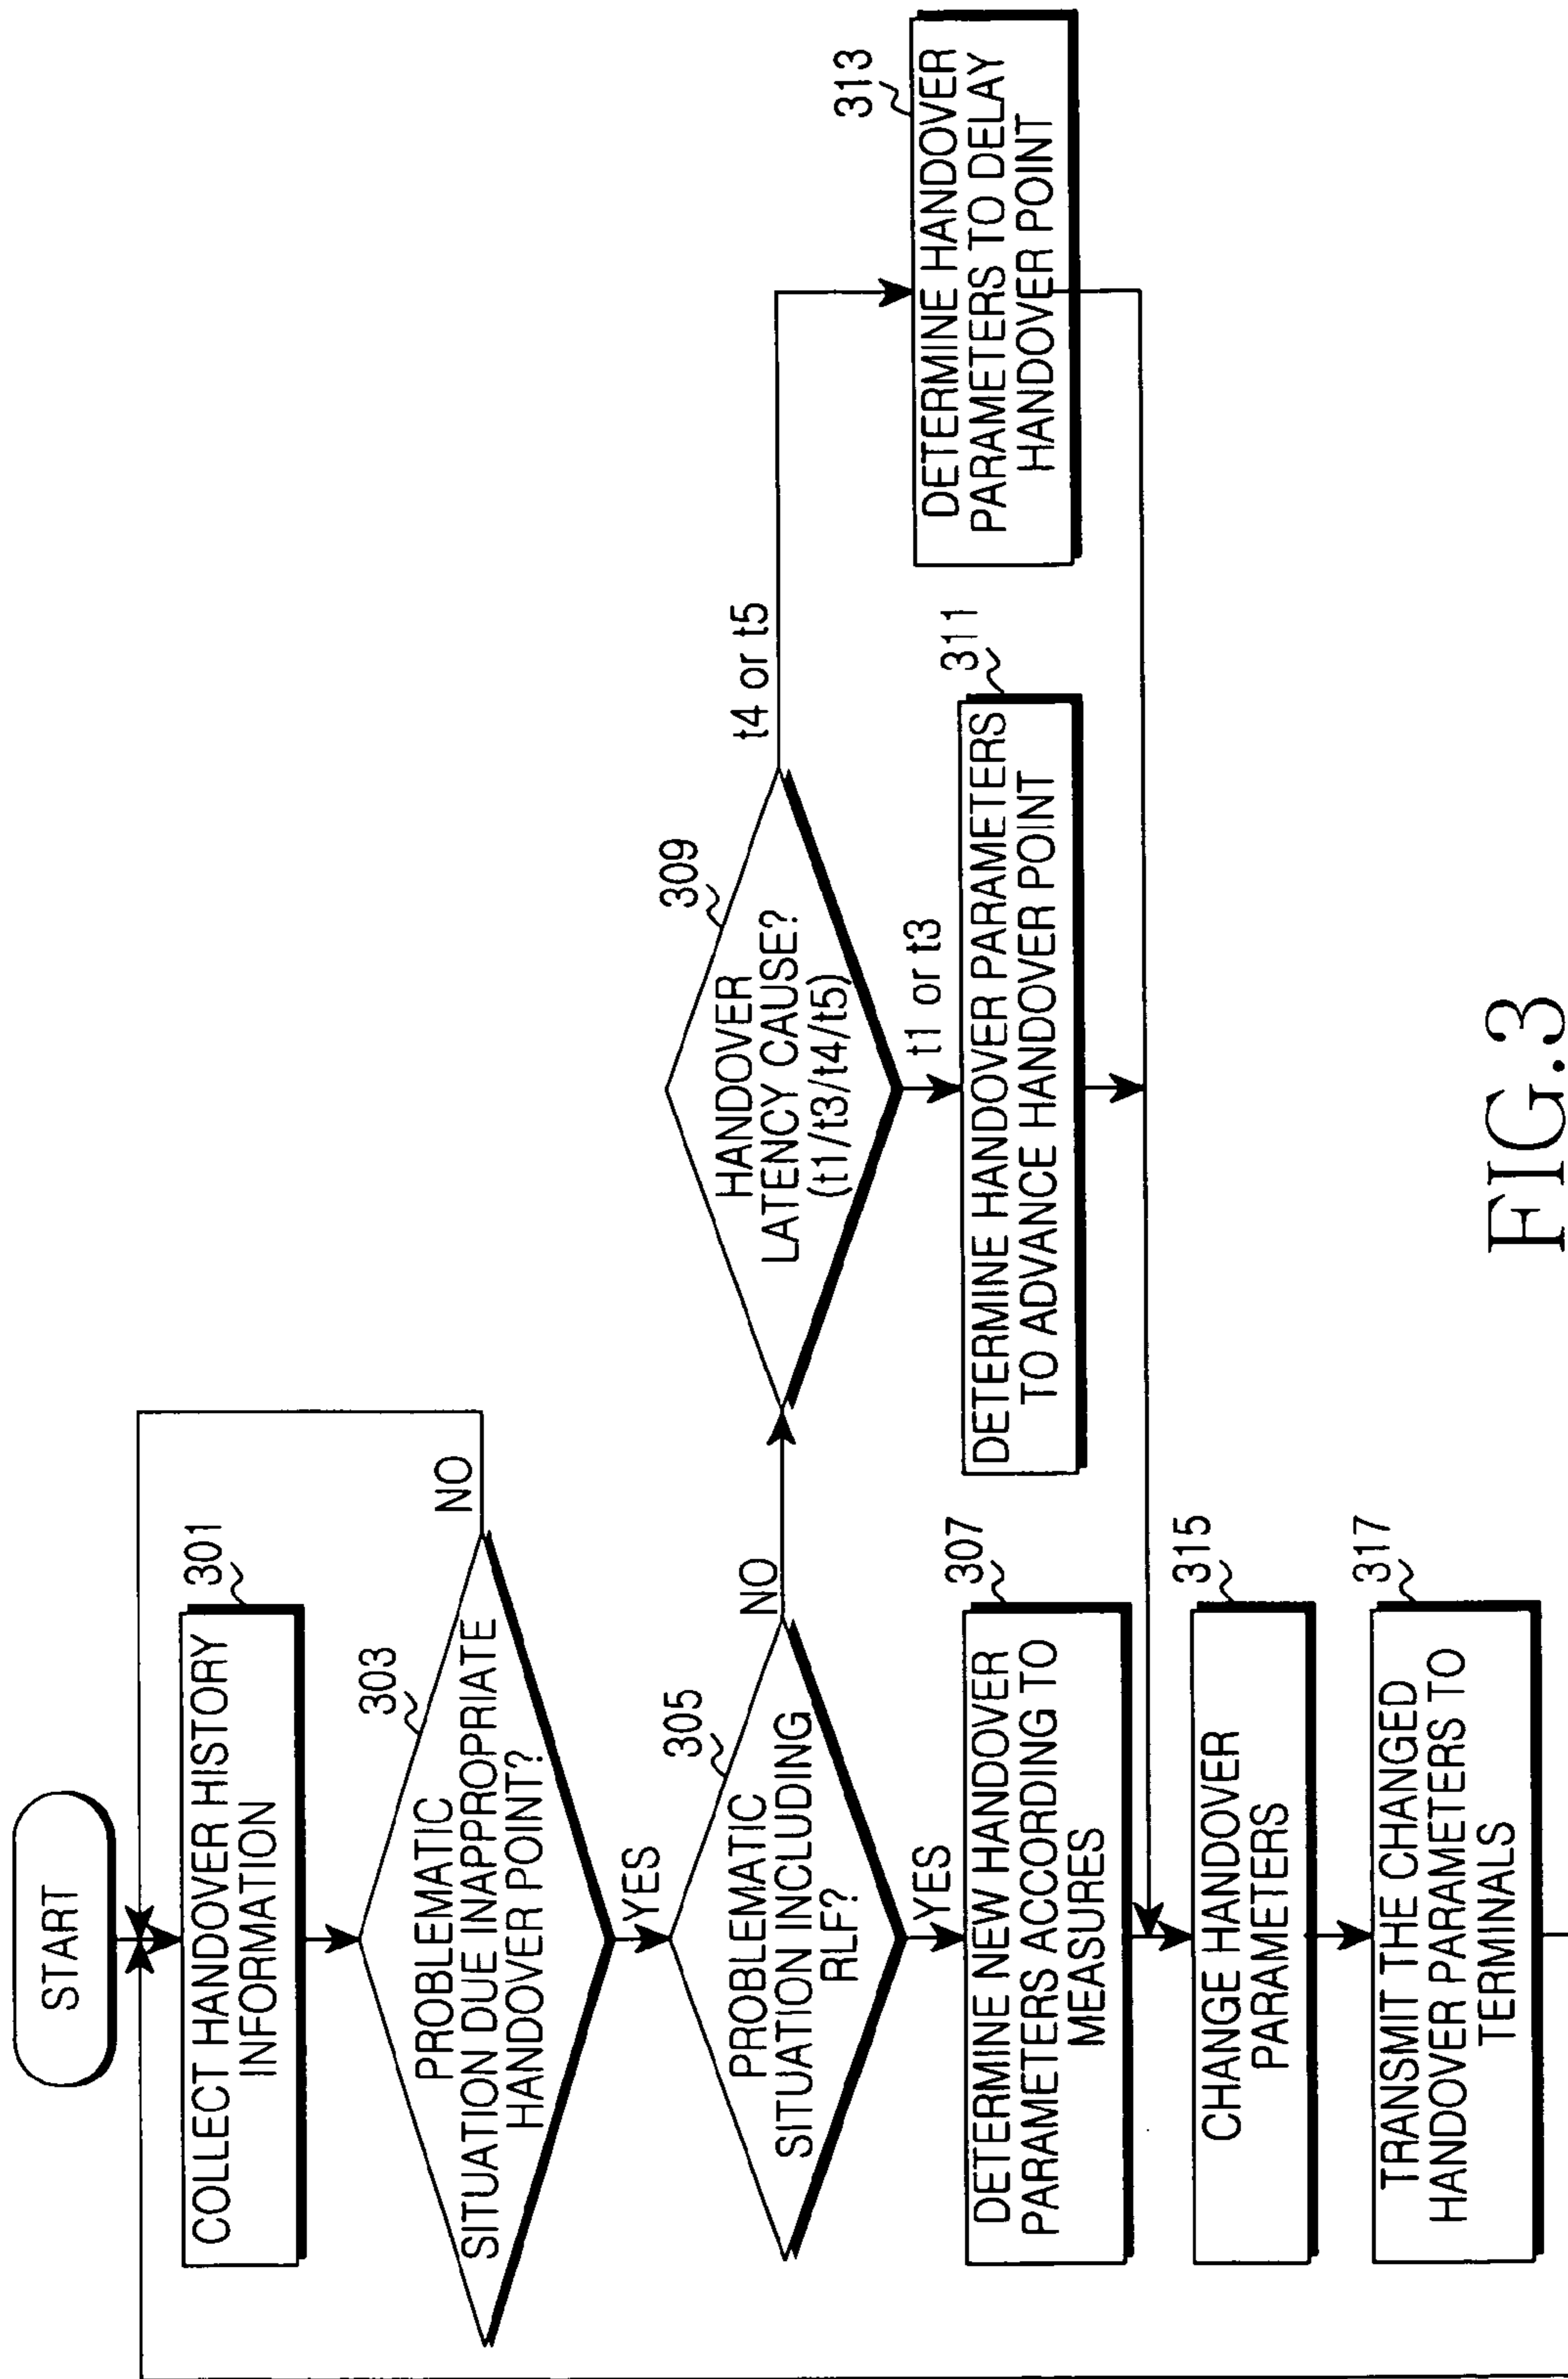 START
301
COLLECT HANDOVER HISTORY
INFORMATION
303
PROBLEMATIC
SITUATION DUE INAPPROPRIATE
HANDOVER POINT?
NO
YES
305
PROBLEMATIC
SITUATION INCLUDING
RLF?
NO
YES
307
DETERMINE NEW HANDOVER
PARAMETERS ACCORDING TO
MEASURES
309
HANDOVER
LATENCY CAUSE?
(t1/t3/t4/t5)
t4 or t5
t1 or t3
311
DETERMINE HANDOVER PARAMETERS
TO ADVANCE HANDOVER POINT
313
DETERMINE HANDOVER
PARAMETERS TO DELAY
HANDOVER POINT
315
CHANGE HANDOVER
PARAMETERS
317
TRANSMIT THE CHANGED
HANDOVER PARAMETERS TO
TERMINALS
FIG.3